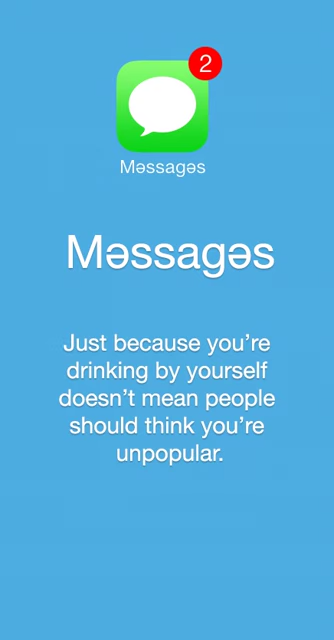 2
Məssagəs
Məssagəs
Just because you’re
drinking by yourself
doesn’t mean people
should think you’re
unpopular.